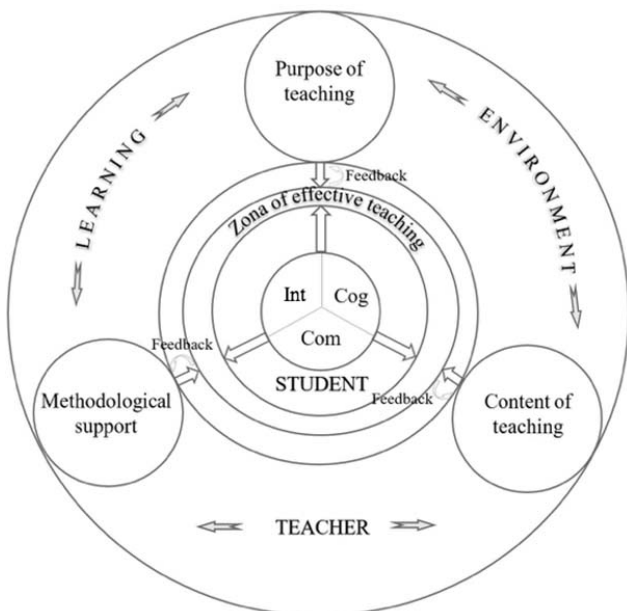 Purpose of
teaching
LEARNING
ENVIRONMENT
Feedback
Zona of effective teaching
Int
Cog
Com
STUDENT
Feedback
Feedback
Methodological
support
Content of
teaching
TEACHER